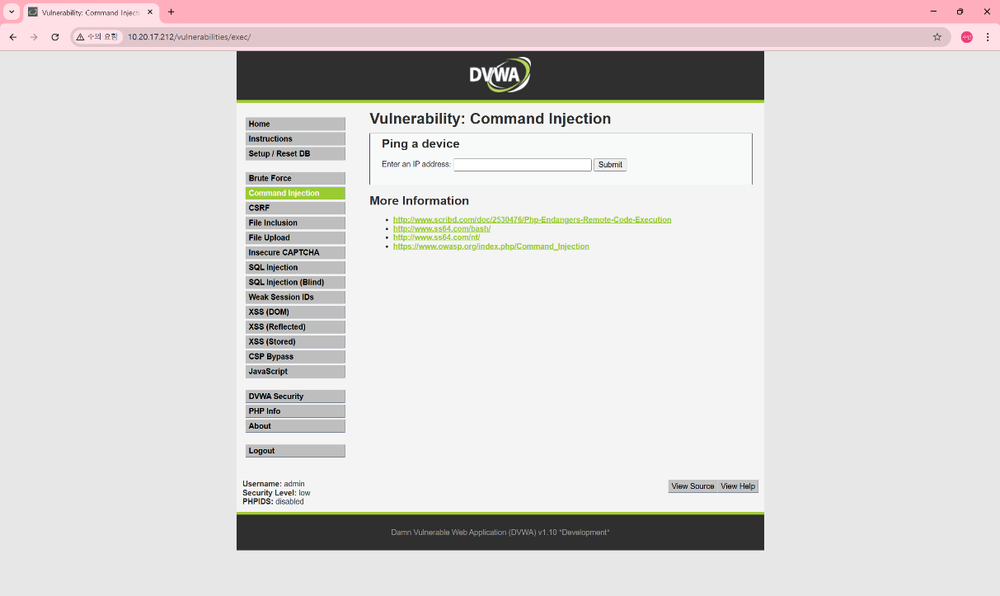 Vulnerability: Command Injecti
주의 요함
10.20.17.212/vulnerabilities/exec/
수민
DVWA
Home
Instructions
Setup / Reset DB
Brute Force
Command Injection
CSRF
File Inclusion
File Upload
Insecure CAPTCHA
SQL Injection
SQL Injection (Blind)
Weak Session IDs
XSS (DOM)
XSS (Reflected)
XSS (Stored)
CSP Bypass
JavaScript
DVWA Security
PHP Info
About
Logout
Vulnerability: Command Injection
Ping a device
Enter an IP address: Submit
More Information
http://www.scribd.com/doc/2530476/Php-Endangers-Remote-Code-Execution
http://www.ss64.com/bash/
http://www.ss64.com/nt/
https://www.owasp.org/index.php/Command_Injection
Username: admin
Security Level: low
PHPIDS: disabled
View Source View Help
Damn Vulnerable Web Application (DVWA) v1.10 *Development*